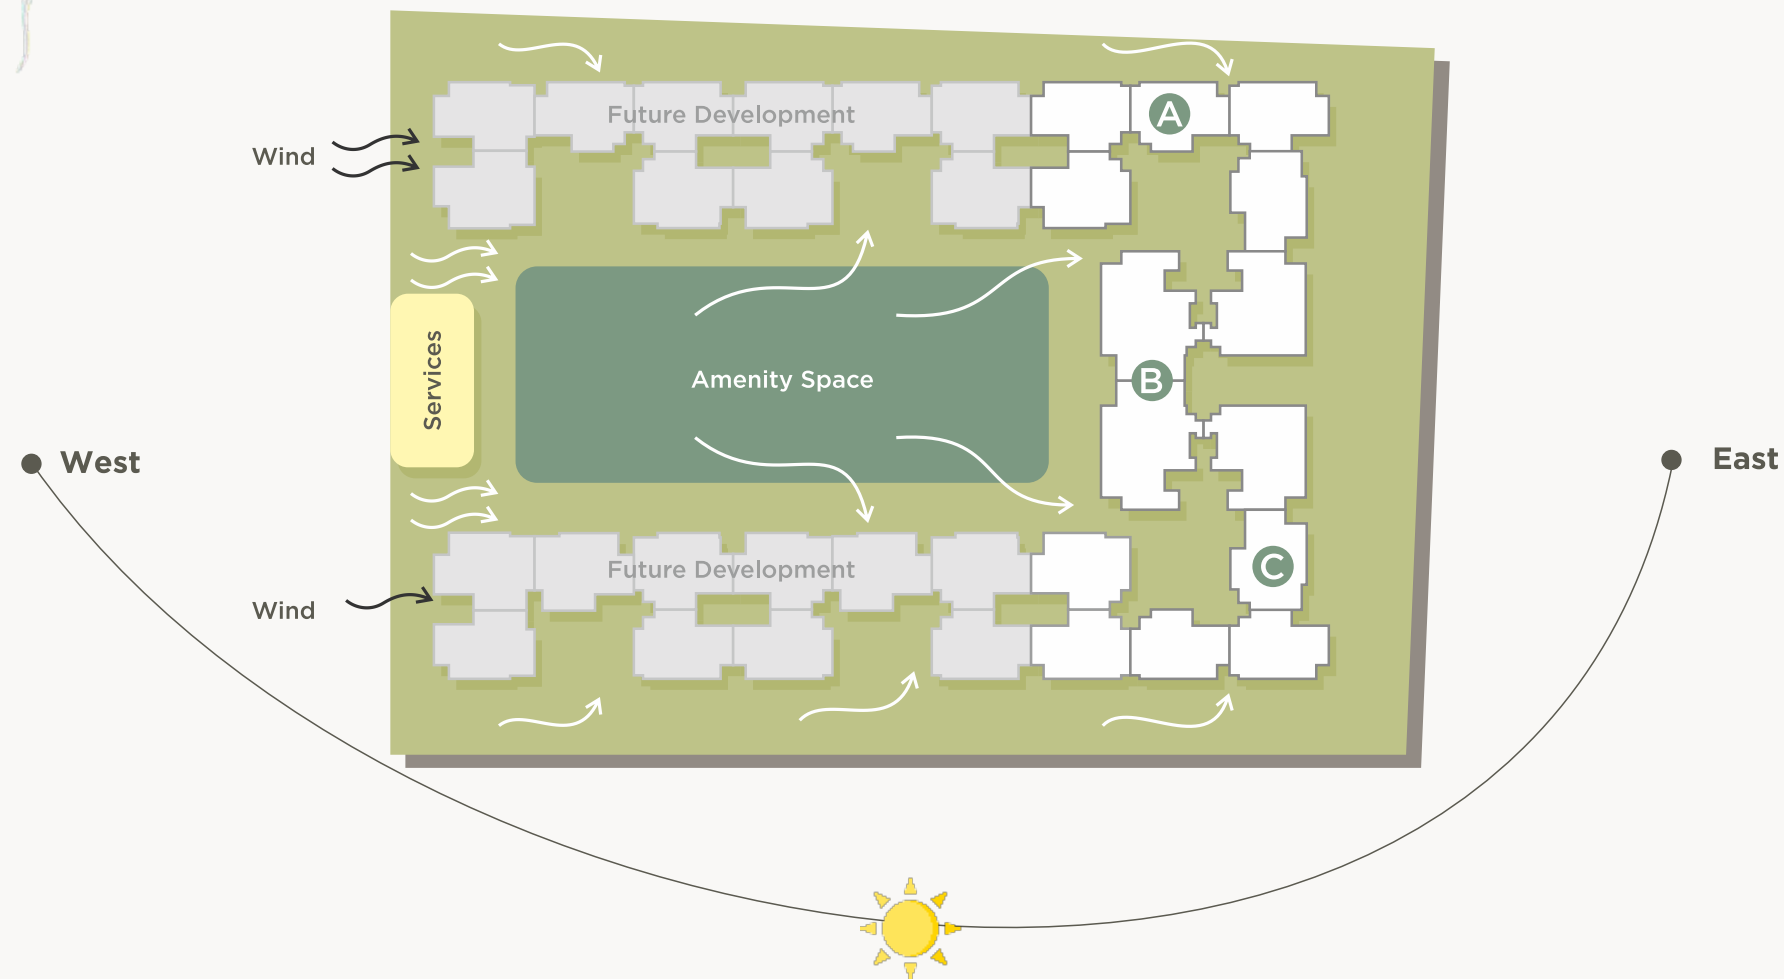 Future Development
A
Wind
Services
Amenity Space
B
West
East
Future Development
C
Wind